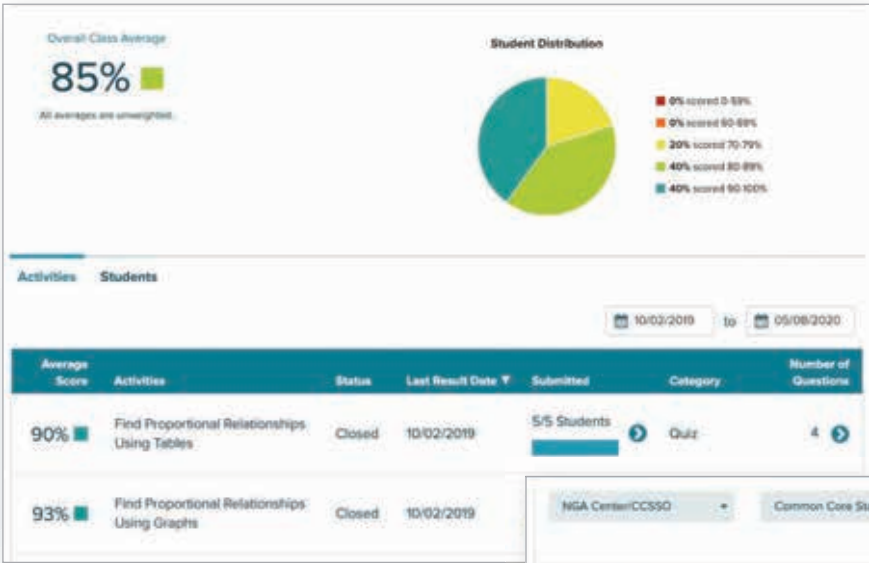 Overall Class Average
85%
All averages are unweighted.
Student Distribution
0% scored 0-59%
0% scored 60-69%
20% scored 70-79%
40% scored 80-89%
40% scored 90-100%
Activities Students
10/02/2019 to 05/08/2020
Average Score Activities Status Last Result Date ▼ Submitted Category Number of Questions
90% Find Proportional Relationships Using Tables Closed 10/02/2019 5/5 Students Quiz 4
93% Find Proportional Relationships Using Graphs Closed 10/02/2019
NGA Center/CCSSO Common Core